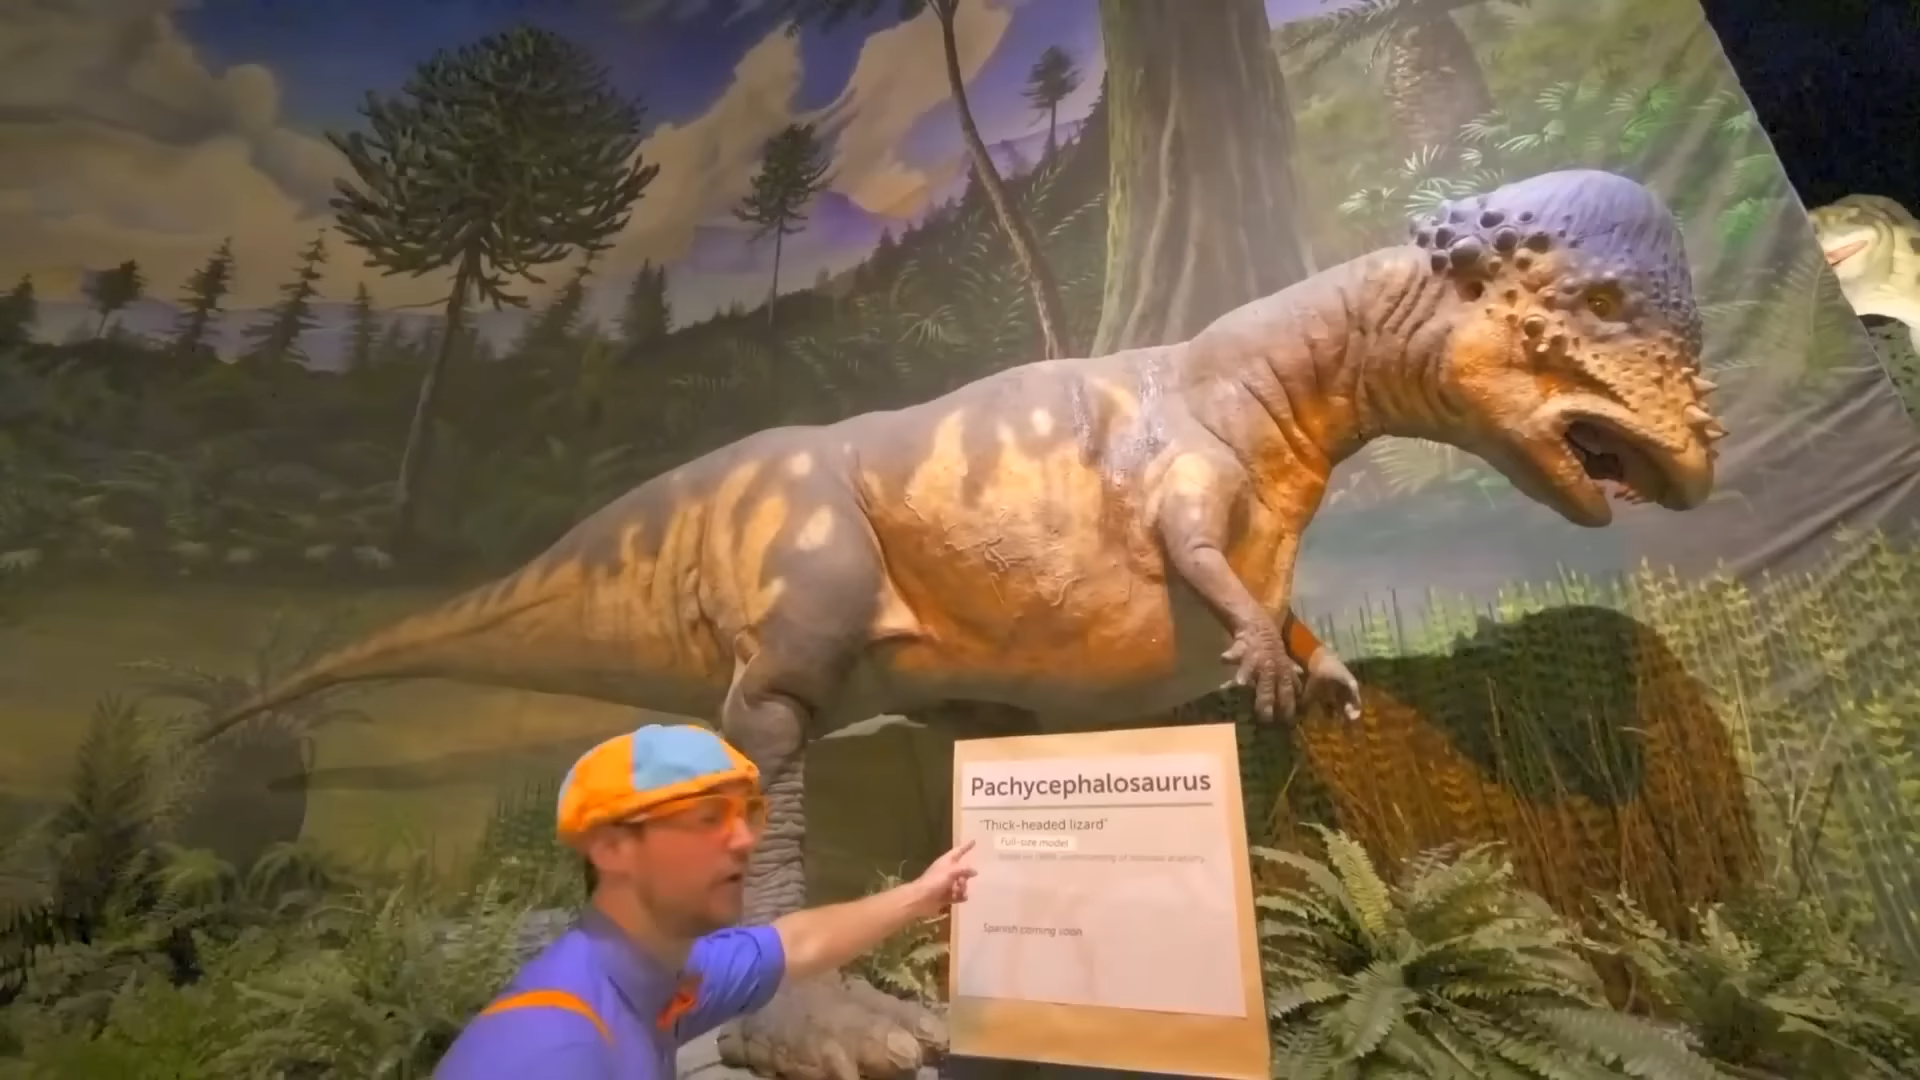 Pachycephalosaurus
"Thick-headed lizard"
Full-size model
Spanish coming soon